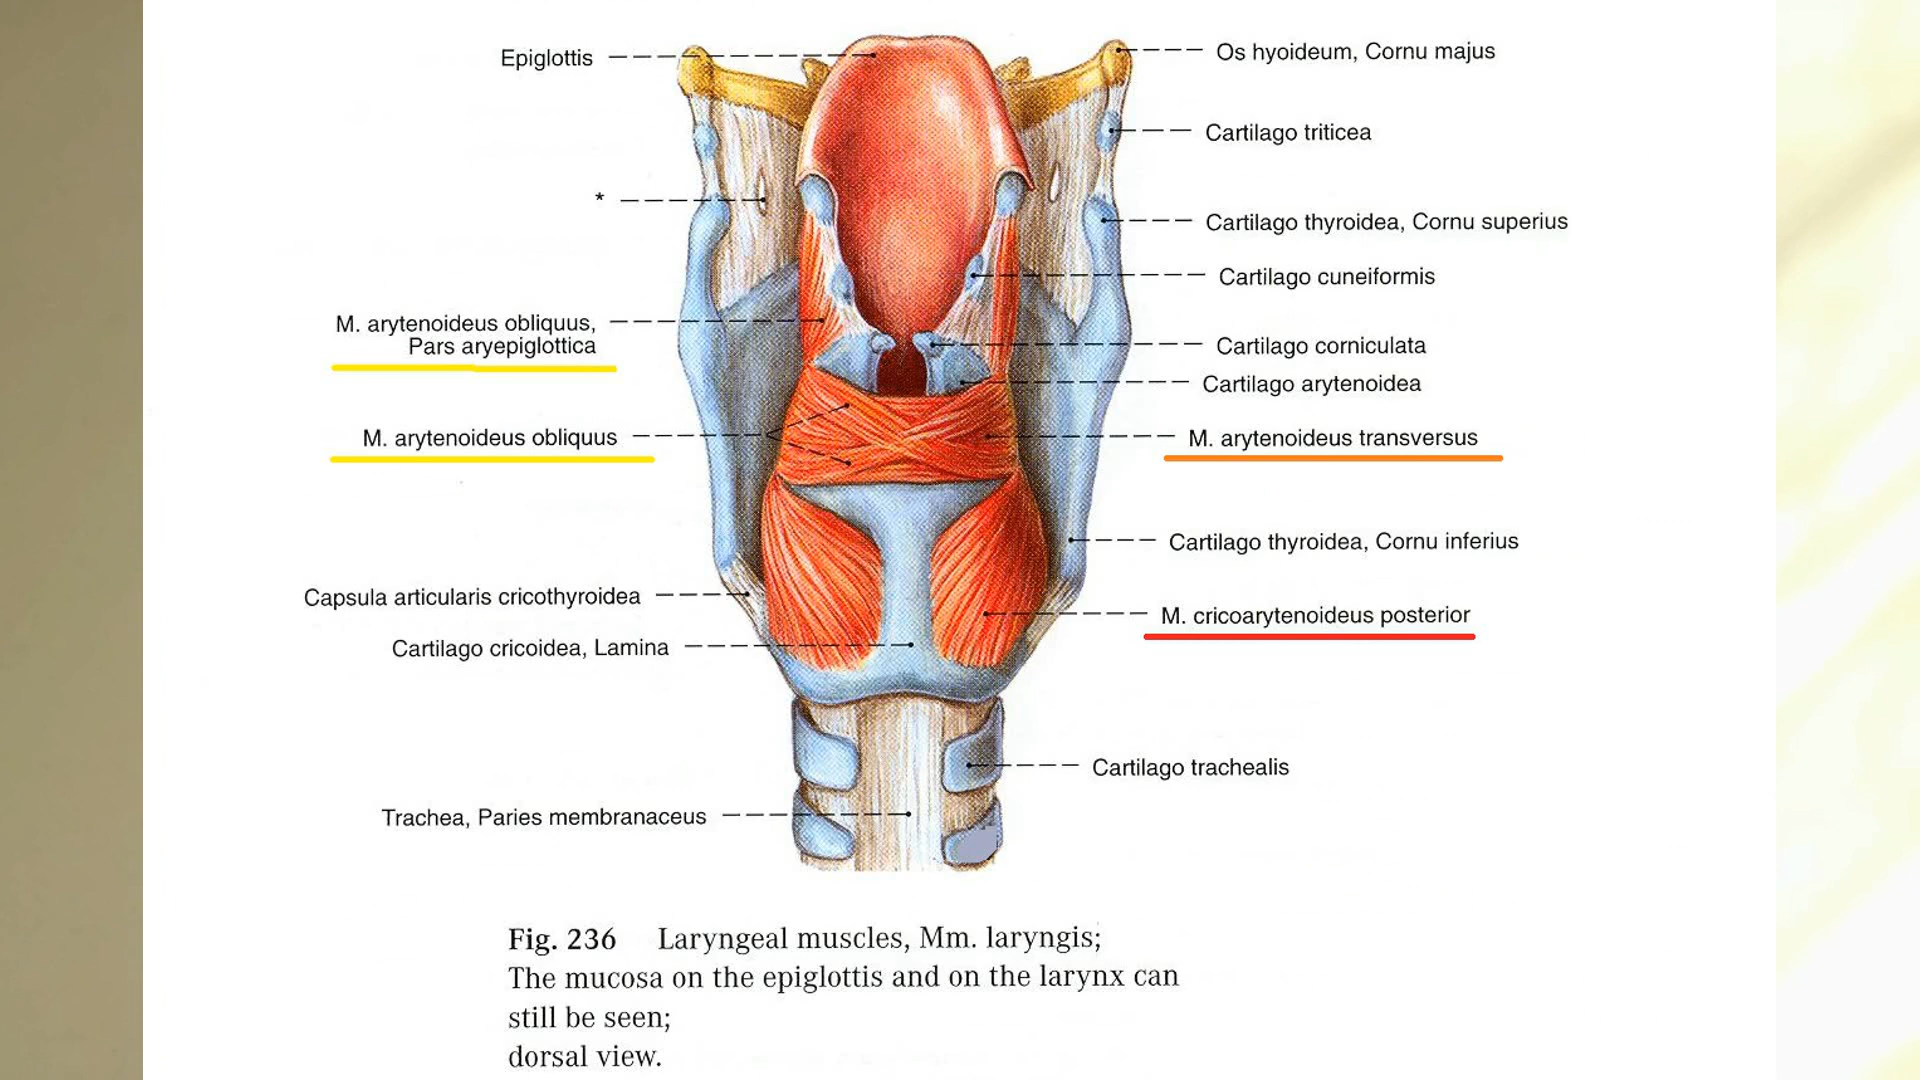 Epiglottis
Os hyoideum, Cornu majus
Cartilago triticea
*
Cartilago thyroidea, Cornu superius
Cartilago cuneiformis
M. arytenoideus obliquus,
Pars aryepiglottica
Cartilago corniculata
Cartilago arytenoidea
M. arytenoideus obliquus
M. arytenoideus transversus
Cartilago thyroidea, Cornu inferius
Capsula articularis cricothyroidea
M. cricoarytenoideus posterior
Cartilago cricoidea, Lamina
Cartilago trachealis
Trachea, Paries membranaceus
Fig. 236 Laryngeal muscles, Mm. laryngis;
The mucosa on the epiglottis and on the larynx can
still be seen;
dorsal view.